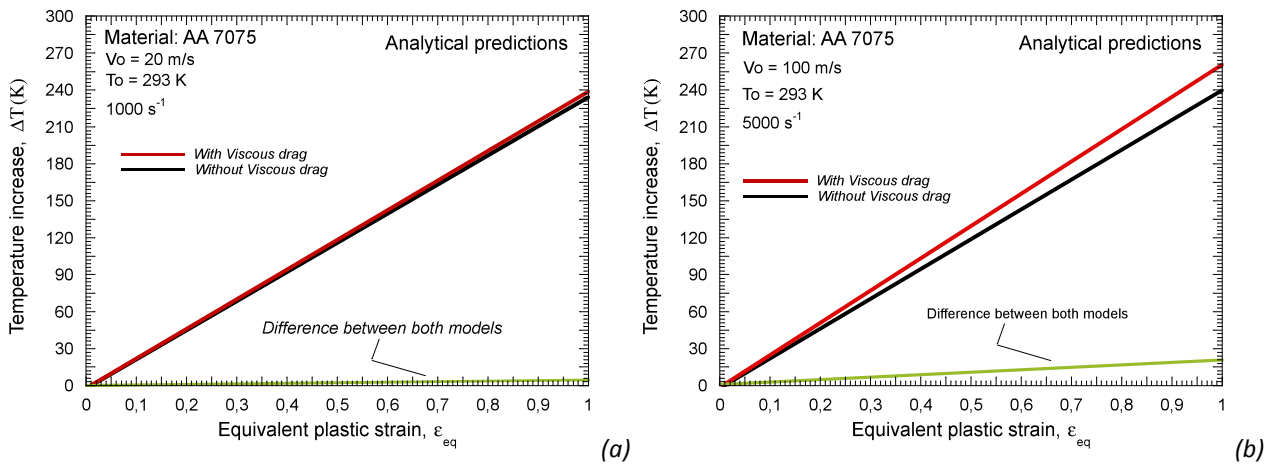 300
270
240
210
180
150
120
90
60
30
0
Temperature increase, ΔT (K)
Material: AA 7075
Vo = 20 m/s
To = 293 K
1000 s⁻¹
Analytical predictions
With Viscous drag
Without Viscous drag
Difference between both models
0 0,1 0,2 0,3 0,4 0,5 0,6 0,7 0,8 0,9 1
Equivalent plastic strain, εeq
(a)
300
270
240
210
180
150
120
90
60
30
0
Temperature increase, ΔT (K)
Material: AA 7075
Vo = 100 m/s
To = 293 K
5000 s⁻¹
Analytical predictions
With Viscous drag
Without Viscous drag
Difference between both models
0 0,1 0,2 0,3 0,4 0,5 0,6 0,7 0,8 0,9 1
Equivalent plastic strain, εeq
(b)